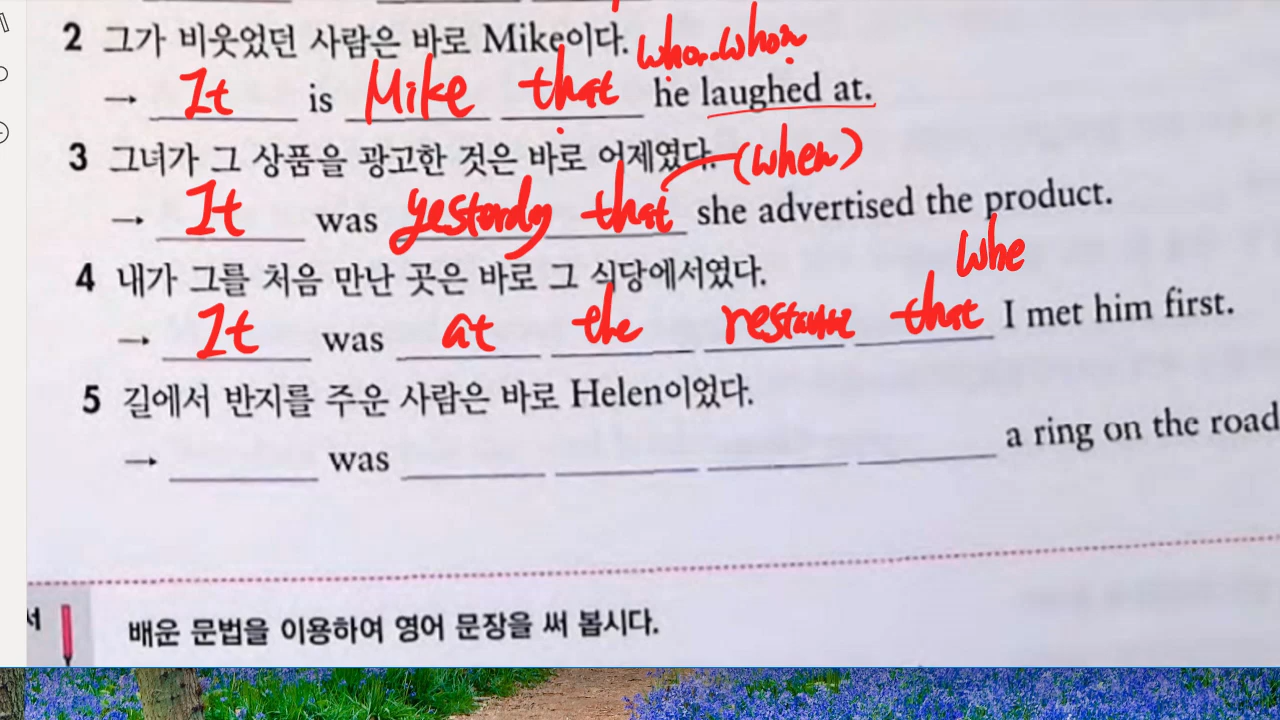 2 그가 비웃었던 사람은 바로 Mike이다. who. whom
→ It is Mike that he laughed at.
3 그녀가 그 상품을 광고한 것은 바로 어제였다. (when)
→ It was yesterday that she advertised the product.
4 내가 그를 처음 만난 곳은 바로 그 식당에서였다. whe
→ It was at the that I met him first.
5 길에서 반지를 주운 사람은 바로 Helen이었다.
→ was a ring on the road
서
배운 문법을 이용하여 영어 문장을 써 봅시다.